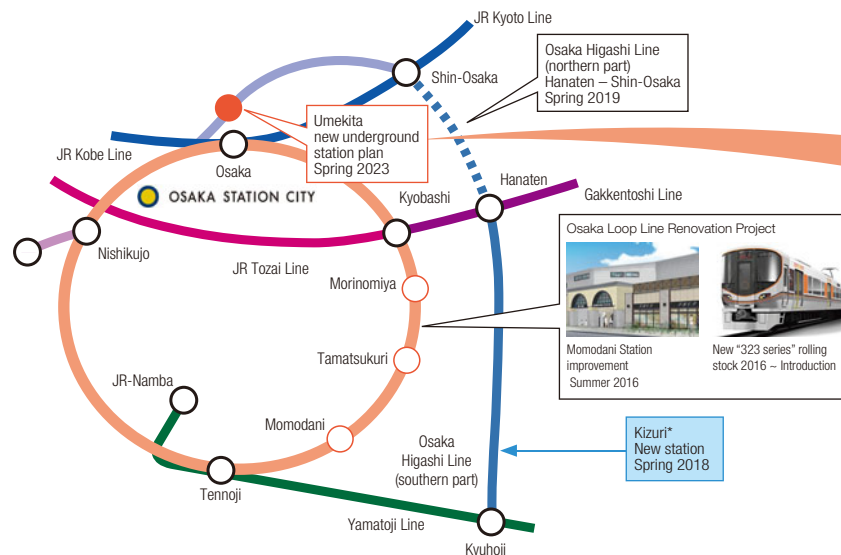 JR Kyoto Line
Shin-Osaka
Osaka Higashi Line
(northern part)
Hanaten – Shin-Osaka
Spring 2019
Umekita
new underground
station plan
Spring 2023
JR Kobe Line
Osaka
OSAKA STATION CITY
Kyobashi
Hanaten
Gakkentoshi Line
Nishikujo
JR Tozai Line
Osaka Loop Line Renovation Project
Momodani Station
improvement
Summer 2016
New “323 series” rolling
stock 2016 ~ Introduction
Morinomiya
Tamatsukuri
JR-Namba
Momodani
Osaka
Higashi Line
(southern part)
Kizuri*
New station
Spring 2018
Tennoji
Yamatoji Line
Kyuhoji